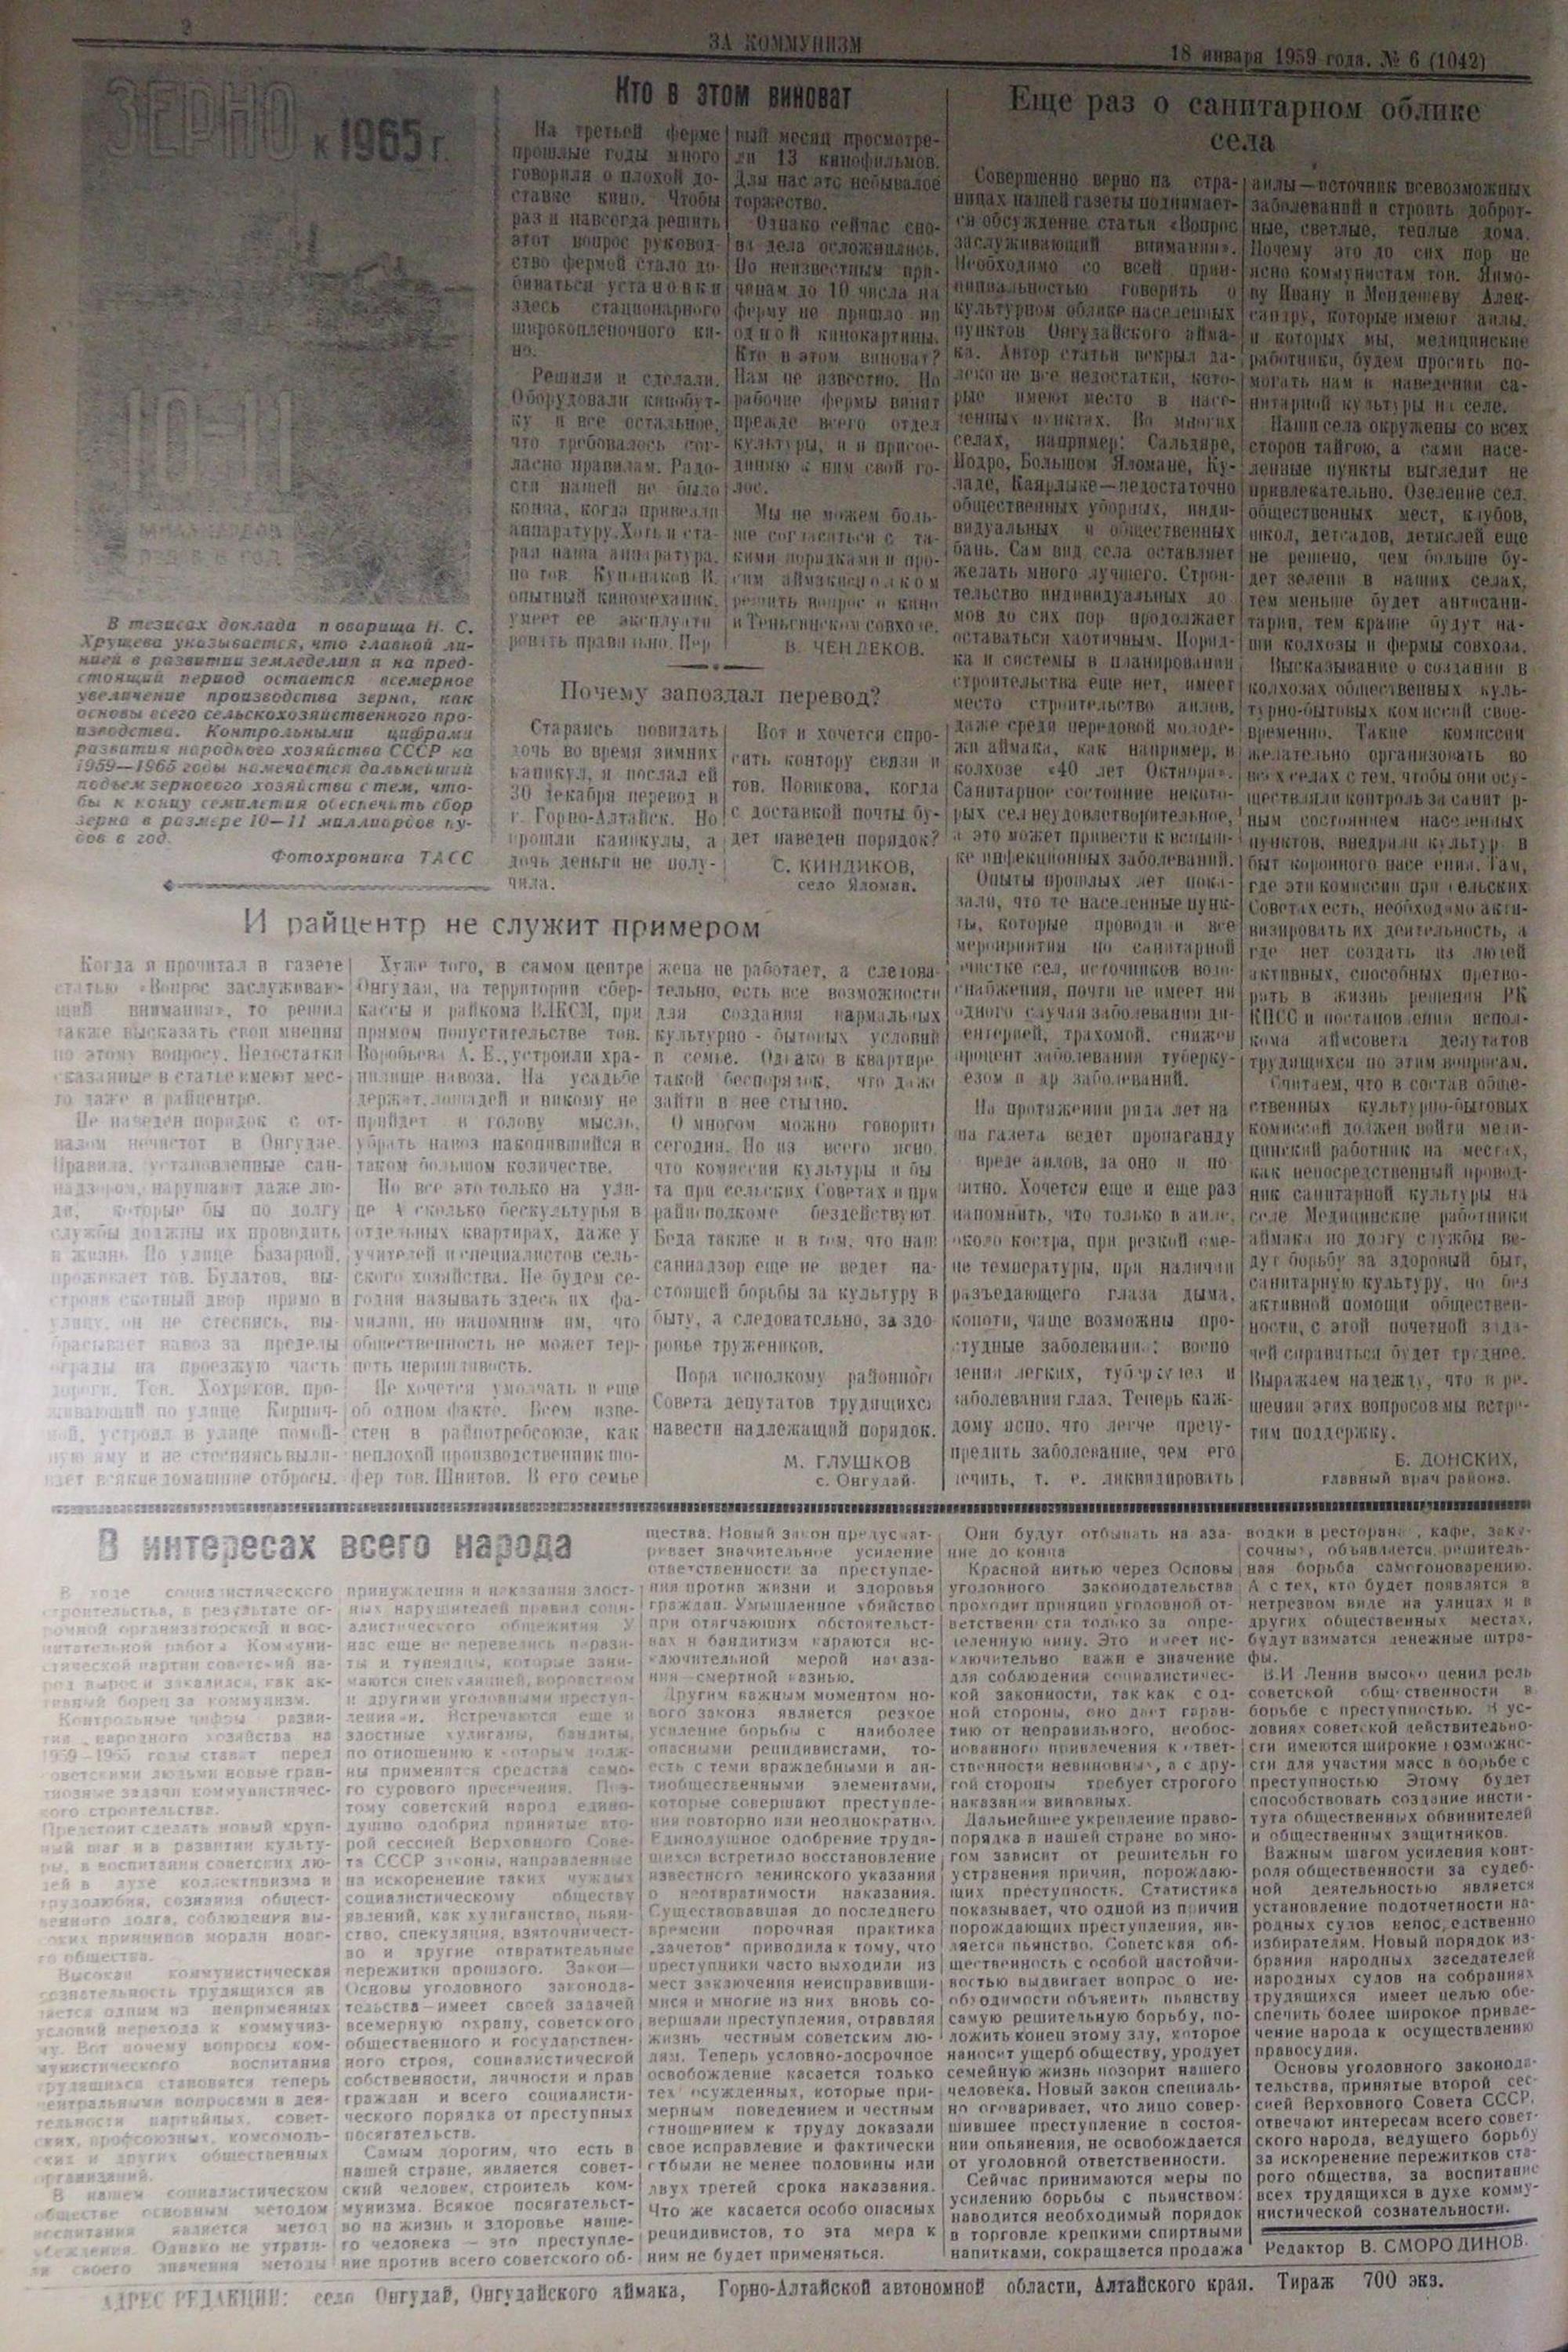 2
ЗА КОММУНИЗМ
18 января 1959 года. № 6 (1042)
ЗЕРНО к 1965 г.
10—11
МИЛЛИАРДОВ
ПУДОВ В ГОД
В тезисах доклада товарища Н. С.
Хрущева указывается, что главной ли-
нией в развитии земледелия и на пред-
стоящий период остается всемерное
увеличение производства зерна, как
основы всего сельскохозяйственного про-
изводства. Контрольными цифрами
развития народного хозяйства СССР на
1959—1965 годы намечается дальнейший
подъем зернового хозяйства с тем, что-
бы к концу семилетия обеспечить сбор
зерна в размере 10—11 миллиардов пу-
дов в год.
Фотохроника ТАСС
Кто в этом виноват
На третьей ферме
прошлые годы много
говорили о плохой до-
ставке кино. Чтобы
раз и навсегда решить
этот вопрос руковод-
ство фермой стало до-
биваться установки
здесь стационарного
широкопленочного ки-
но.
Решили и сделали.
Оборудовали кинобуд-
ку и все остальное,
что требовалось сог-
ласно правилам. Радо-
сти нашей не было
конца, когда привезли
аппаратуру. Хоть и ста-
рая наша аппаратура,
но тов. В.
опытный киномеханик,
умеет ее эксплуати
ровать правильно. Пер
вый месяц просмотре-
ли 13 кинофильмов.
Для нас это небывалое
торжество.
Однако сейчас сно-
ва дела осложнились.
По неизвестным при-
чинам до 10 числа на
ферму не пришло ни
одной кинокартины.
Кто в этом виноват?
Нам не известно. Но
рабочие фермы винят
прежде всего отдел
культуры, и я присое-
диняю к ним свой го-
лос.
Мы не можем боль-
ше согласиться с та-
кими порядками и про-
сим аймакисполком
решить вопрос о кино
в Теньгинском совхозе.
В. ЧЕНДЕКОВ.
Почему запоздал перевод?
Стараясь повидать
дочь во время зимних
каникул, я послал ей
30 декабря перевод в
г. Горно-Алтайск. Но
прошли каникулы, а
дочь деньги не полу-
чила.
Вот и хочется спро-
сить контору связи и
тов. Новикова, когда
с доставкой почты бу-
дет наведен порядок?
С. КИНДИКОВ,
село Яломан.
Еще раз о санитарном облике
села
Совершенно верно на стра-
ницах нашей газеты поднимает-
ся обсуждение статьи «Вопрос
заслуживающий внимания».
Необходимо со всей прин-
ципиальностью говорить о
культурном облике населенных
пунктов Онгудайского айма-
ка. Автор статьи вскрыл да-
леко не все недостатки, кото-
рые имеют место в насе-
ленных пунктах. Во многих
селах, например: Сальдяре,
Иодро, Большом Яломане, Ку-
ладе, Каярлыке—недостаточно
общественных уборных, инди-
видуальных и общественных
бань. Сам вид села оставляет
желать много лучшего. Строи-
тельство индивидуальных до
мов до сих пор продолжает
оставаться хаотичным. Поряд-
ка и системы в планировании
строительства еще нет, имеет
место строительство аилов,
даже среди передовой молоде-
жи аймака, как например, в
колхозе «40 лет Октября».
Санитарное состояние некото-
рых сел неудовлетворительное,
а это может привести к вспыш-
ке инфекционных заболеваний.
Опыты прошлых лет пока-
зали, что те населенные пунк-
ты, которые проводили все
мероприятия по санитарной
очистке сел, источников водо-
снабжения, почти не имеет ни
одного случая заболевания ди-
зентерией, трахомой, снижен
процент заболевания туберку-
лезом и др заболеваний.
На протяжении ряда лет на
ша газета ведет пропаганду
вреде аилов, да оно и по
нятно. Хочется еще и еще раз
напомнить, что только в аиле,
около костра, при резкой сме-
не температуры, при наличии
разъедающего глаза дыма,
копоти, чаще возможны про-
студные заболевания: воспа
ления легких, туберкулез и
заболевания глаз. Теперь каж-
дому ясно, что легче преду-
предить заболевание, чем его
лечить, т. е. ликвидировать
аилы—источник всевозможных
заболеваний и строить доброт-
ные, светлые, теплые дома.
Почему это до сих пор не
ясно коммунистам тов. Янмо-
ву Ивану и Мендешеву Алек-
сандру, которые имеют аилы,
и которых мы, медицинские
работники, будем просить по-
могать нам в наведении са-
нитарной культуры на селе.
Наши села окружены со всех
сторон тайгою, а сами насе-
ленные пункты выглядит не
привлекательно. Озеленение сел,
общественных мест, клубов,
школ, детсадов, детяслей еще
не решено, чем больше бу-
дет зелени в наших селах,
тем меньше будет антисани-
тарии, тем краше будут на-
ши колхозы и фермы совхоза.
Высказывание о создании в
колхозах общественных куль-
турно-бытовых комиссий свое-
временно. Такие комиссии
желательно организовать во
всех селах с тем, чтобы они осу-
ществляли контроль за санит р-
ным состоянием населенных
пунктов, внедряли культур в
быт коренного населения. Там,
где эти комиссии при сельских
Советах есть, необходимо акти-
визировать их деятельность, а
где нет создать из людей
активных, способных претво-
рить в жизнь решения РК
КПСС и постановления испол-
кома аймсовета депутатов
трудящихся по этим вопросам.
Считаем, что в состав обще-
ственных культурно-бытовых
комиссий должен войти меди-
цинский работник на местах,
как непосредственный провод-
ник санитарной культуры на
селе Медицинские работники
аймака по долгу службы ве-
дут борьбу за здоровый быт,
санитарную культуру, но без
активной помощи обществен-
ности, с этой почетной зада-
чей справиться будет труднее.
Выражаем надежду, что в ре-
шении этих вопросов мы встре-
тим поддержку.
Б. ДОНСКИХ,
главный врач района.
И райцентр не служит примером
Когда я прочитал в газете
статью «Вопрос заслуживаю-
щий внимания», то решил
также высказать свои мнения
по этому вопросу. Недостатки
сказанные в статье имеют мес-
то даже в райцентре.
Не наведен порядок с от-
валом нечистот в Онгудае.
Правила, установленные сан-
надзором, нарушают даже лю-
ди, которые бы по долгу
службы должны их проводить
в жизнь По улице Базарной,
проживает тов. Булатов, вы-
строив скотный двор прямо в
улицу, он не стесняясь, вы-
брасывает навоз за пределы
ограды на проезжую часть
дороги. Тов. Хохряков, про-
живающий по улице Кирпич-
ной, устроил в улице помой-
ную яму и не стесняясь выли-
вает всякие домашние отбросы.
Хуже того, в самом центре
Онгудая, на территории сбер-
кассы и райкома ВЛКСМ, при
прямом попустительстве тов.
Воробьева А. Е., устроили хра-
нилище навоза. На усадьбе
держат лошадей и никому не
прийдет в голову мысль,
убрать навоз накопившийся в
таком большом количестве.
Но все это только на ули-
це А сколько бескультурья в
отдельных квартирах, даже у
учителей и специалистов сель-
ского хозяйства. Не будем се-
годня называть здесь их фа-
милии, но напомним им, что
общественность не может тер-
петь неряшливость.
Не хочется умолчать и еще
об одном факте. Всем изве-
стен в райпотребсоюзе, как
неплохой производственник шо-
фер тов. Шнитов. В его семье
жена не работает, а следова-
тельно, есть все возможности
для создания нармальных
культурно - бытовых условий
в семье. Однако в квартире
такой беспорядок, что даже
зайти в нее стыдно.
О многом можно говорить
сегодня. Но из всего ясно,
что комиссии культуры и бы
та при сельских Советах и при
райисполкоме бездействуют
Беда также и в том, что наш
саннадзор еще не ведет на-
стоящей борьбы за культуру в
быту, а следовательно, за здо-
ровье тружеников.
Пора исполкому районного
Совета депутатов трудящихся
навести надлежащий порядок.
М. ГЛУШКОВ
с. Онгудай.
В интересах всего народа
В ходе социалистического
строительства, в результате ог-
ромной организаторской и вос-
питательной работы Коммуни-
стической партии советский на-
род вырос и закалился, как ак-
тивный борец за коммунизм.
Контрольные цифры разви-
тия народного хозяйства на
1959—1965 годы ставят перед
советскими людьми новые гран-
диозные задачи коммунистичес-
кого строительства.
Предстоит сделать новый круп-
ный шаг и в развитии культу-
ры, в воспитании советских лю-
дей в духе коллективизма и
трудолюбия, сознания общест-
венного долга, соблюдения вы-
соких принципов морали ново-
го общества.
Высокая коммунистическая
сознательность трудящихся яв
ляется одним из непременных
условий перехода к коммуниз-
му. Вот почему вопросы ком-
мунистического воспитания
трудящихся становятся теперь
центральными вопросами в дея-
тельности партийных, совет-
ских, профсоюзных, комсомоль-
ских и других общественных
организаций.
В нашем социалистическом
обществе основным методом
воспитания является метод
убеждения. Однако не утрати-
ли своего значения методы
принуждения и наказания злост-
ных нарушителей правил соци-
алистического общежития У
нас еще не перевелись парази-
ты и тунеядцы, которые зани-
маются спекуляцией, воровством
и другими уголовными преступ-
лениями. Встречаются еще и
злостные хулиганы, бандиты,
по отношению к которым долж-
ны применятся средства само-
го сурового пресечения. Поэ-
тому советский народ едино-
душно одобрил принятые вто-
рой сессией Верховного Сове-
та СССР законы, направленные
на искоренение таких чуждых
социалистическому обществу
явлений, как хулиганство, пьян-
ство, спекуляция, взяточничест-
во и другие отвратительные
пережитки прошлого. Закон—
Основы уголовного законода-
тельства—имеет своей задачей
всемерную охрану, советского
общественного и государствен-
ного строя, социалистической
собственности, личности и прав
граждан и всего социалисти-
ческого порядка от преступных
посягательств.
Самым дорогим, что есть в
нашей стране, является совет-
ский человек, строитель ком-
мунизма. Всякое посягательст-
во на жизнь и здоровье наше-
го человека — это преступле-
ние против всего советского об-
щества. Новый закон предусмат-
ривает значительное усиление
ответственности за преступле-
ния против жизни и здоровья
граждан. Умышленное убийство
при отягчающих обстоятельст-
вах и бандитизм караются ис-
ключительной мерой наказа-
ния—смертной казнью.
Другим важным моментом но-
вого закона является резкое
усиление борьбы с наиболее
опасными рецидивистами, то-
есть с теми враждебными и ан-
тиобщественными элементами,
которые совершают преступле-
ния повторно или неоднократно.
Единодушное одобрение трудя-
щихся встретило восстановление
известного ленинского указания
о неотвратимости наказания.
Существовавшая до последнего
времени порочная практика
„зачетов" приводила к тому, что
преступники часто выходили из
мест заключения неисправивши-
мися и многие из них вновь со-
вершали преступления, отравляя
жизнь честным советским лю-
дям. Теперь условно-досрочное
освобождение касается только
тех осужденных, которые при-
мерным поведением и честным
отношением к труду доказали
свое исправление и фактически
отбыли не менее половины или
двух третей срока наказания.
Что же касается особо опасных
рецидивистов, то эта мера к
ним не будет применяться.
Они будут отбывать на аза-
ние до конца
Красной нитью через Основы
уголовного законодательства
проходит принцип уголовной от-
ветственности только за опре-
деленную вину. Это имеет ис-
ключительно важное значение
для соблюдения социалистичес-
кой законности, так как с од-
ной стороны, оно дает гаран-
тию от неправильного, необос-
нованного привлечения к ответ-
ственности невиновных, а с дру-
гой стороны требует строгого
наказания виновных.
Дальнейшее укрепление право-
порядка в нашей стране во мно-
гом зависит от решительного
устранения причин, порождаю-
щих преступность. Статистика
показывает, что одной из причин
порождающих преступления, яв-
ляется пьянство. Советская об-
щественность с особой настойчи-
востью выдвигает вопрос о не-
обходимости объявить пьянству
самую решительную борьбу, по-
ложить конец этому злу, которое
наносит ущерб обществу, уродует
семейную жизнь позорит нашего
человека. Новый закон специаль-
но оговаривает, что лицо совер-
шившее преступление в состоя-
нии опьянения, не освобождается
от уголовной ответственности.
Сейчас принимаются меры по
усилению борьбы с пьянством:
наводится необходимый порядок
в торговле крепкими спиртными
напитками, сокращается продажа
водки в ресторанах, кафе, заку-
сочных, объявляется решитель-
ная борьба самогоноварению.
А с тех, кто будет появлятся в
нетрезвом виде на улицах и в
других общественных местах,
будут взиматся денежные штра-
фы.
В.И Ленин высоко ценил роль
советской общественности в
борьбе с преступностью. В ус-
ловиях советской действительно-
сти имеются широкие возможнос-
ти для участия масс в борьбе с
преступностью Этому будет
способствовать создание инсти-
тута общественных обвинителей
и общественных защитников.
Важным шагом усиления конт-
роля общественности за судеб-
ной деятельностью является
установление подотчетности на-
родных судов непосредственно
избирателям. Новый порядок из-
брания народных заседателей
народных судов на собраниях
трудящихся имеет целью обе-
спечить более широкое привле-
чение народа к осуществлению
правосудия.
Основы уголовного законода-
тельства, принятые второй сес-
сией Верховного Совета СССР,
отвечают интересам всего совет-
ского народа, ведущего борьбу
за искоренение пережитков ста-
рого общества, за воспитание
всех трудящихся в духе комму-
нистической сознательности.
Редактор В. СМОРОДИНОВ.
АДРЕС РЕДАКЦИИ: село Онгудай, Онгудайского аймака, Горно-Алтайской автономной области, Алтайского края. Тираж 700 экз.